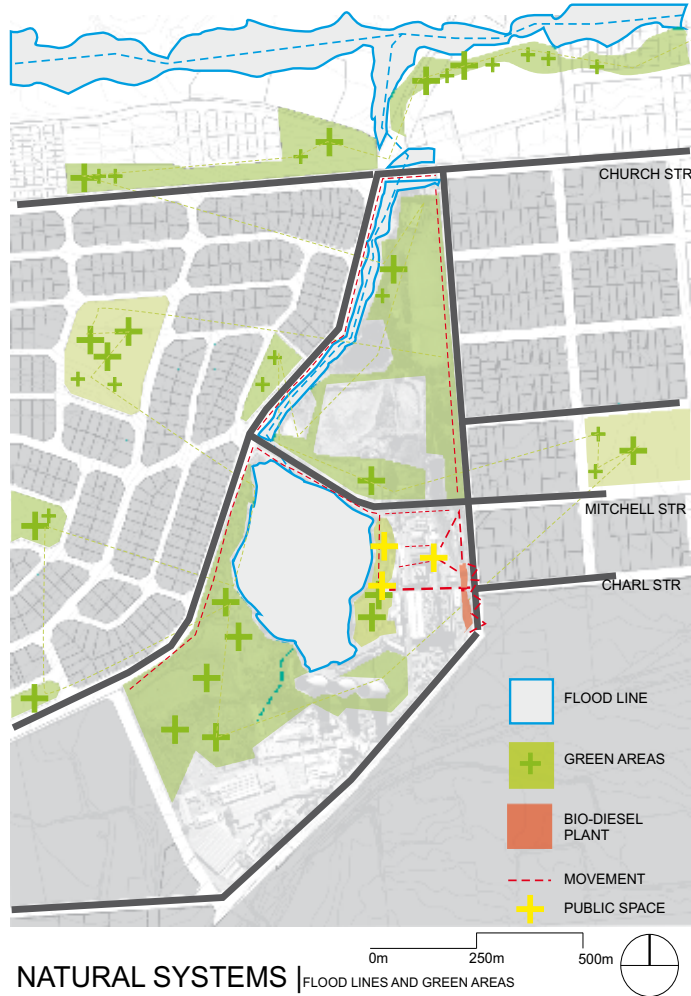 CHURCH STR
MITCHELL STR
CHARL STR
FLOOD LINE
GREEN AREAS
BIO-DIESEL
PLANT
MOVEMENT
PUBLIC SPACE
0m 250m 500m
NATURAL SYSTEMS | FLOOD LINES AND GREEN AREAS